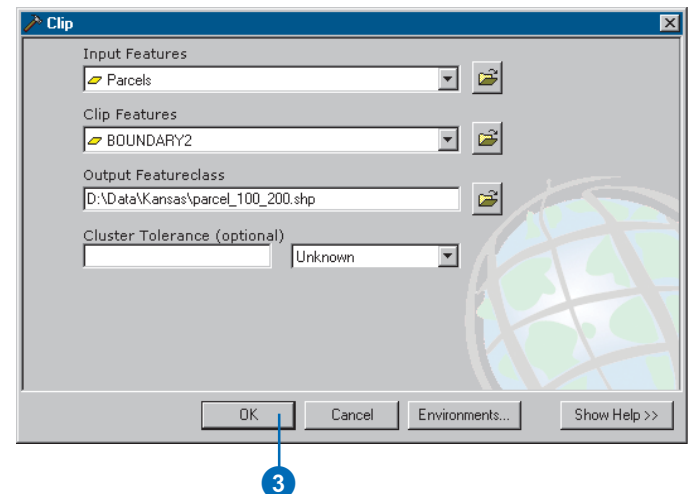 Clip
Input Features
Parcels
Clip Features
BOUNDARY2
Output Featureclass
D:\Data\Kansas\parcel_100_200.shp
Cluster Tolerance (optional)
Unknown
OK Cancel Environments... Show Help >>
3